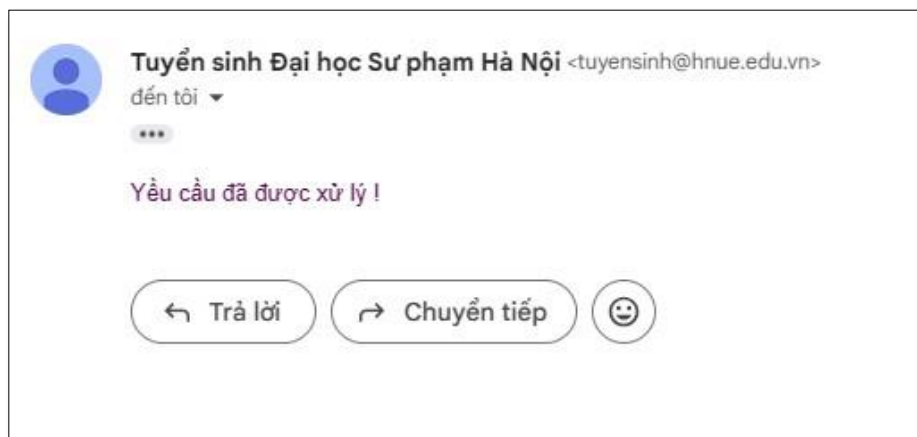 Tuyển sinh Đại học Sư phạm Hà Nội <tuyensinh@hnue.edu.vn>
đến tôi
Yều cầu đã được xử lý !
Trả lời
Chuyển tiếp